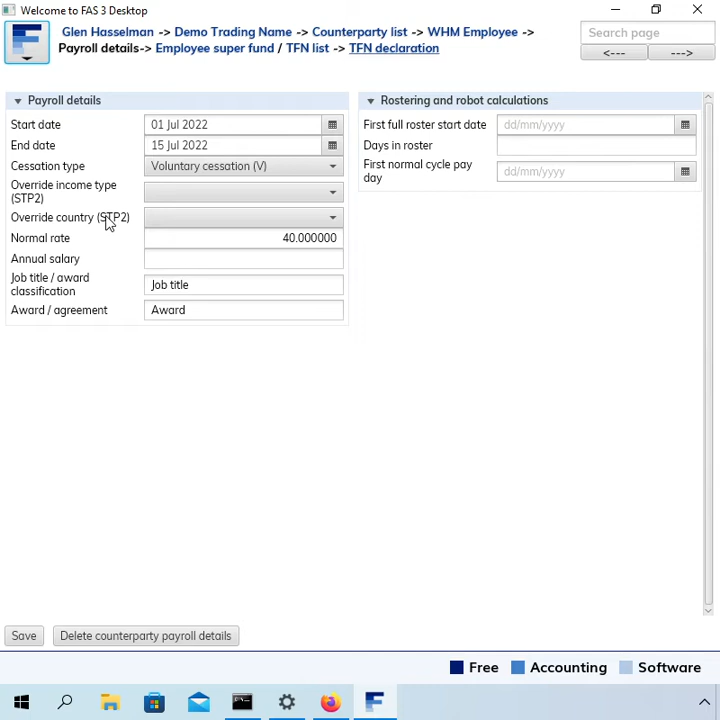 Welcome to FAS 3 Desktop
Glen Hasselman -> Demo Trading Name -> Counterparty list -> WHM Employee ->
Payroll details-> Employee super fund / TFN list -> TFN declaration
Search page
<--- --->
Payroll details
Start date 01 Jul 2022
End date 15 Jul 2022
Cessation type Voluntary cessation (V)
Override income type
(STP2)
Override country (STP2)
Normal rate 40.000000
Annual salary
Job title / award
classification Job title
Award / agreement Award
Rostering and robot calculations
First full roster start date dd/mm/yyyy
Days in roster
First normal cycle pay
day dd/mm/yyyy
Save Delete counterparty payroll details
Free Accounting Software